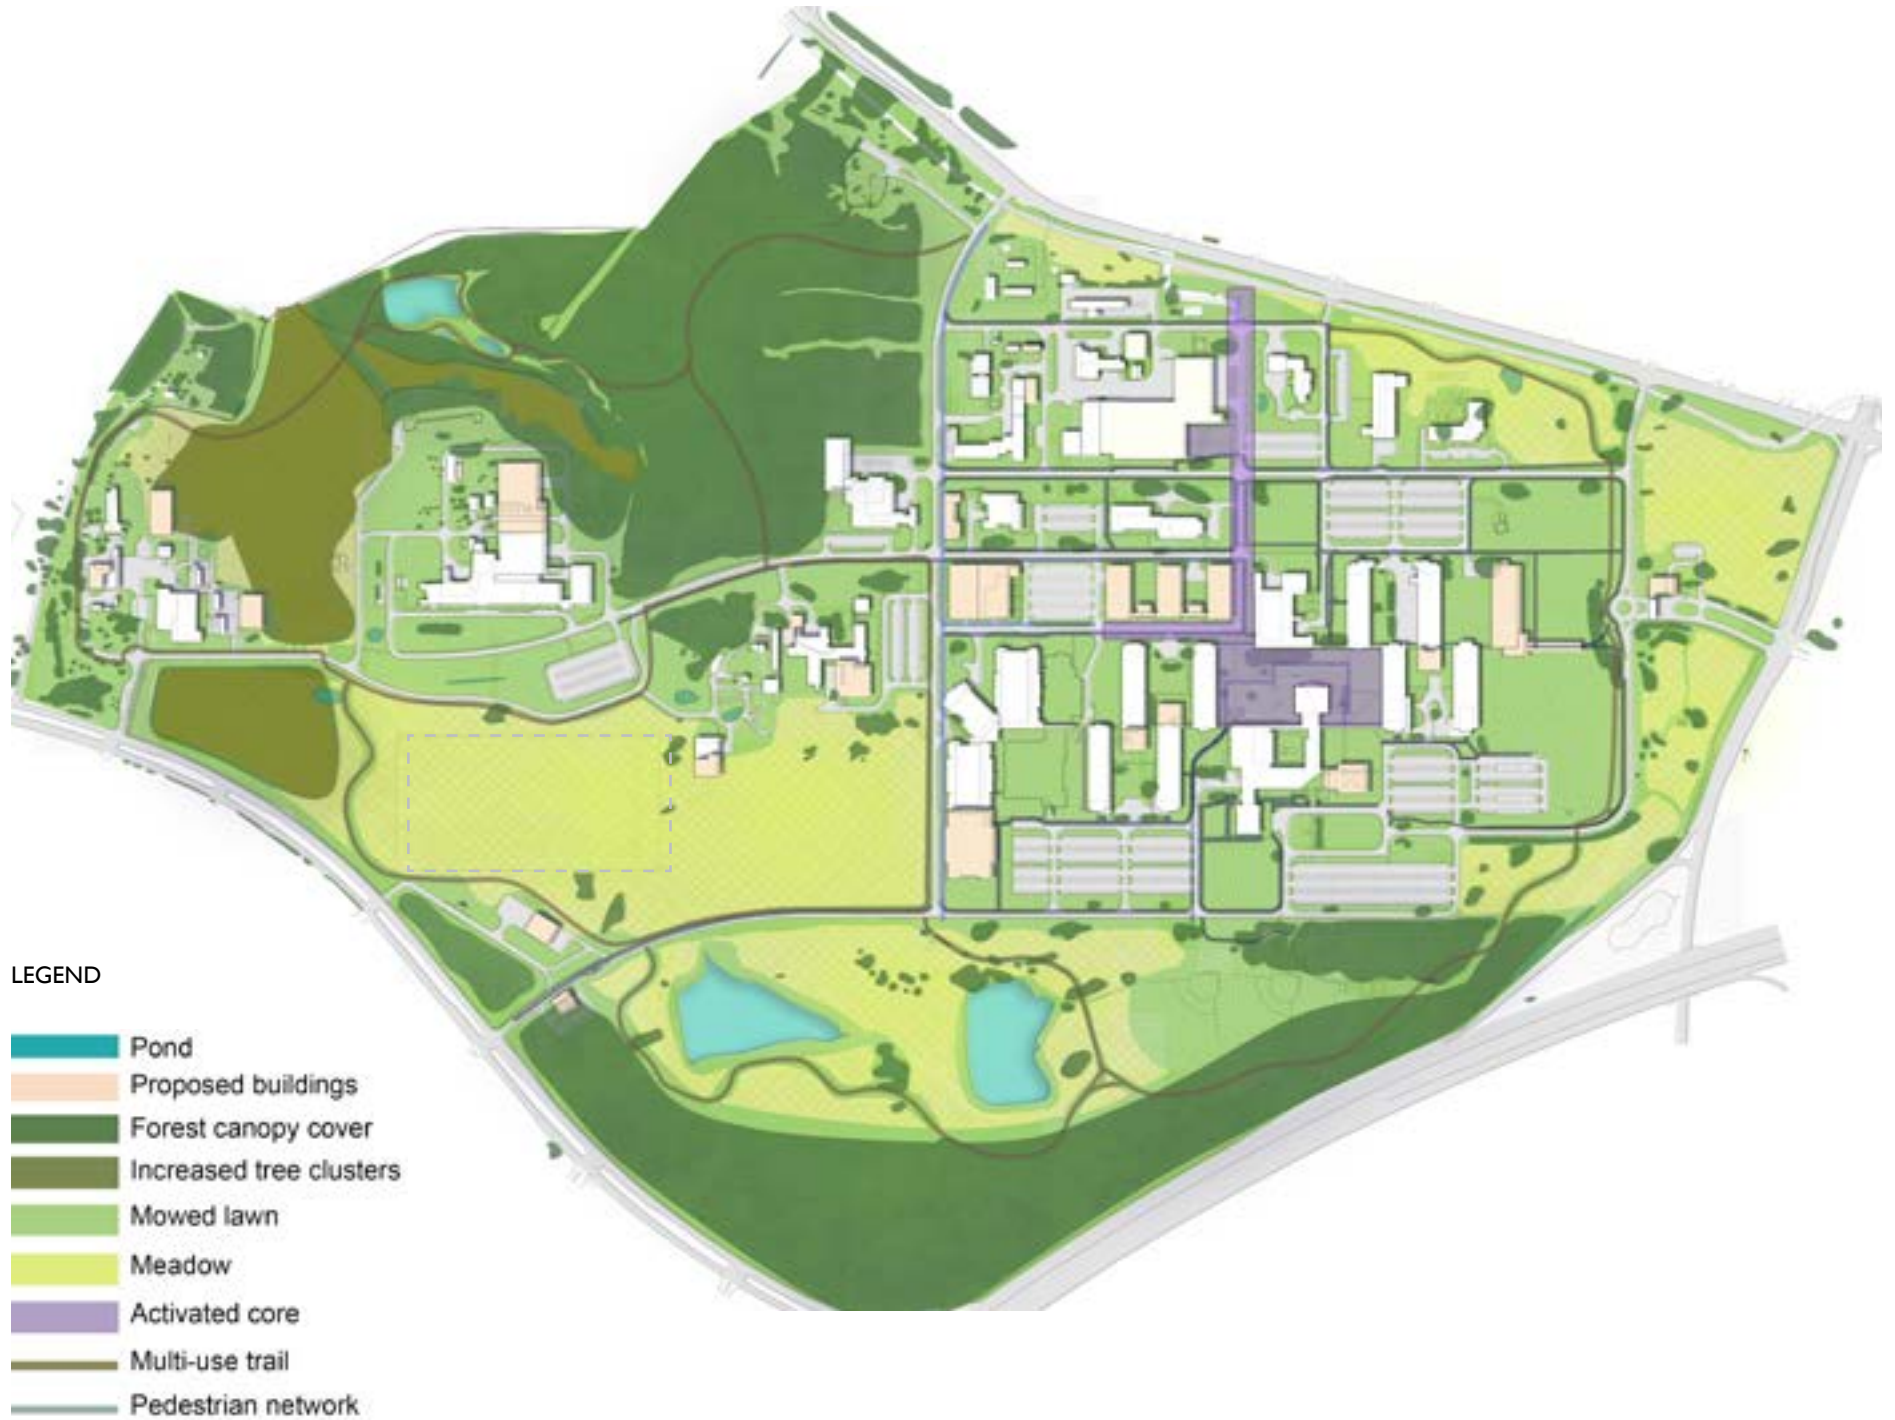 LEGEND
Pond
Proposed buildings
Forest canopy cover
Increased tree clusters
Mowed lawn
Meadow
Activated core
Multi-use trail
Pedestrian network